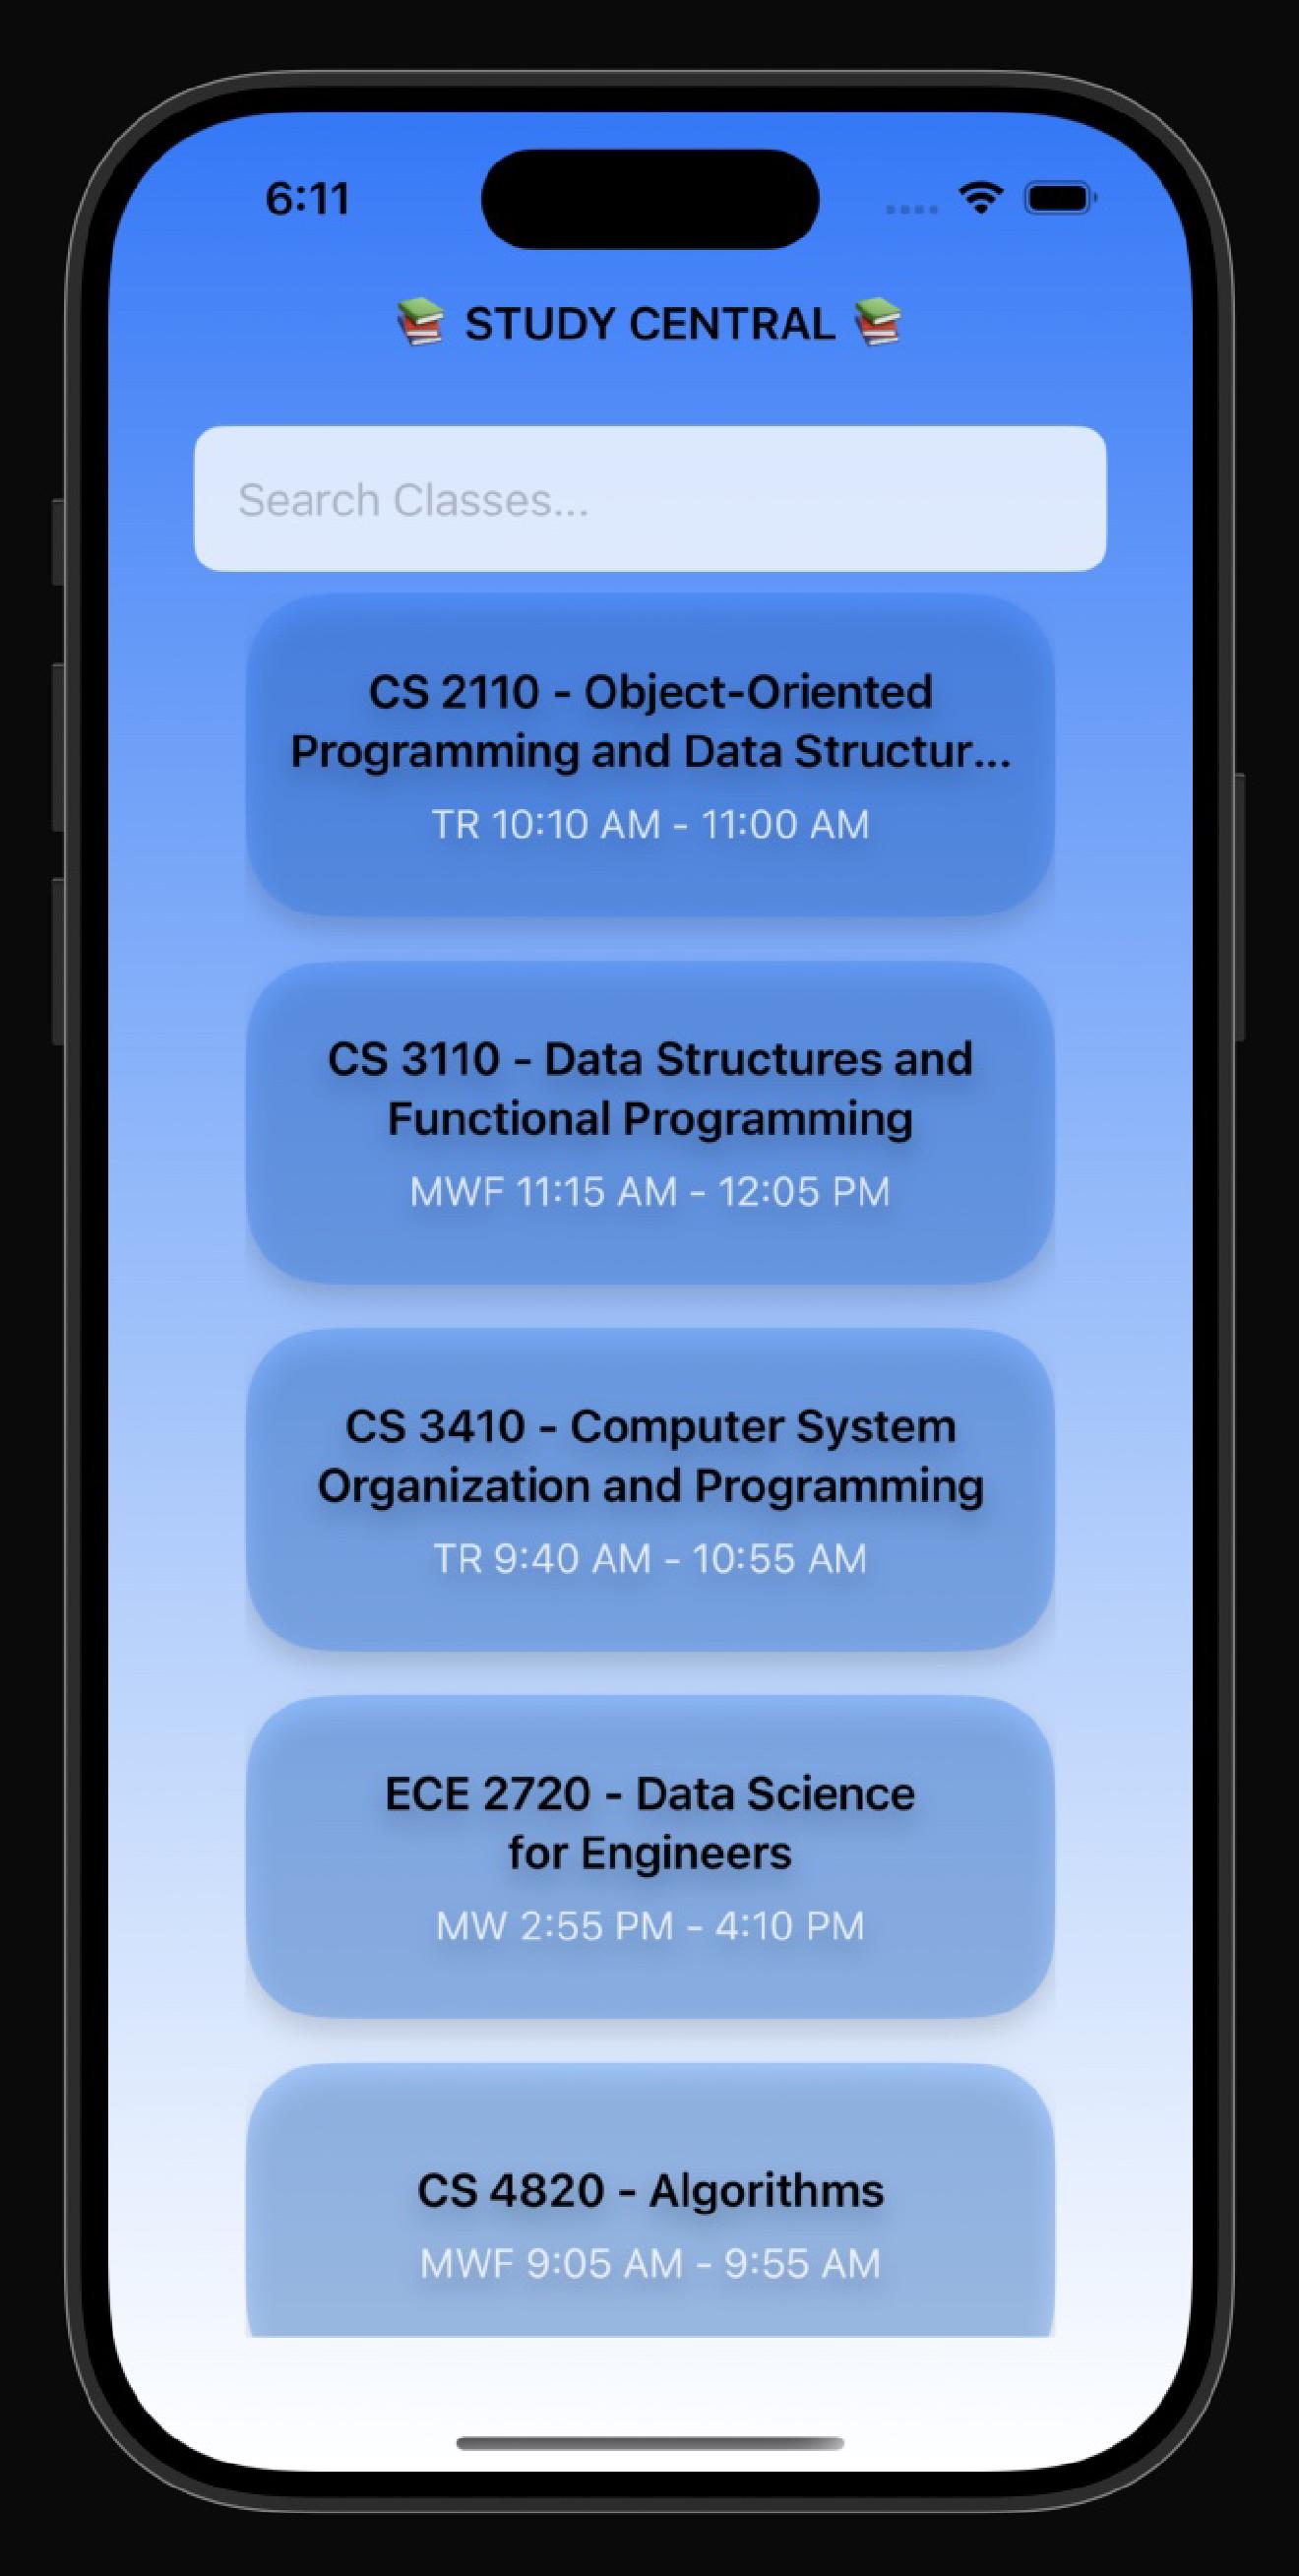 6:11
📚 STUDY CENTRAL 📚
Search Classes...
CS 2110 - Object-Oriented
Programming and Data Structur...
TR 10:10 AM - 11:00 AM
CS 3110 - Data Structures and
Functional Programming
MWF 11:15 AM - 12:05 PM
CS 3410 - Computer System
Organization and Programming
TR 9:40 AM - 10:55 AM
ECE 2720 - Data Science
for Engineers
MW 2:55 PM - 4:10 PM
CS 4820 - Algorithms
MWF 9:05 AM - 9:55 AM